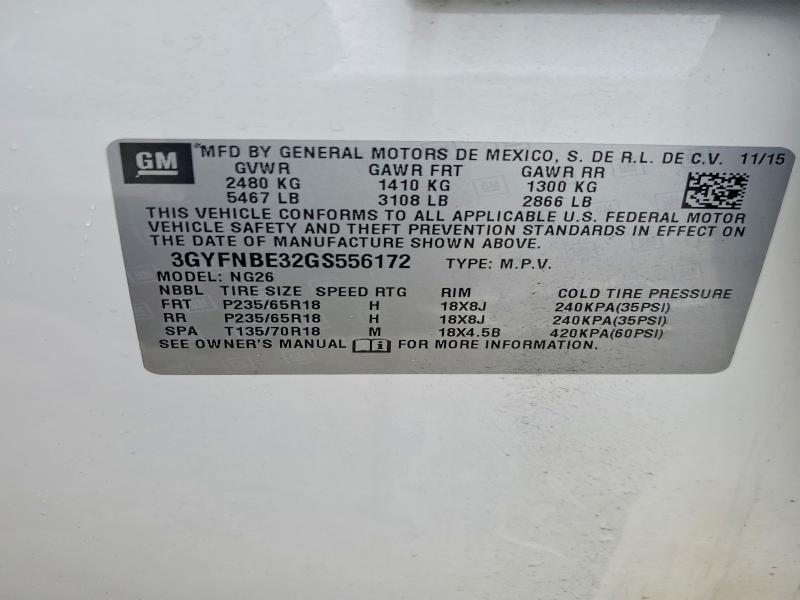 GM MFD BY GENERAL MOTORS DE MEXICO, S. DE R.L. DE C.V. 11/15
GVWR GAWR FRT GAWR RR
2480 KG 1410 KG 1300 KG
5467 LB 3108 LB 2866 LB
THIS VEHICLE CONFORMS TO ALL APPLICABLE U.S. FEDERAL MOTOR
VEHICLE SAFETY AND THEFT PREVENTION STANDARDS IN EFFECT ON
THE DATE OF MANUFACTURE SHOWN ABOVE.
3GYFNBE32GS556172 TYPE: M.P.V.
MODEL: NG26
NBBL TIRE SIZE SPEED RTG RIM COLD TIRE PRESSURE
FRT P235/65R18 H 18X8J 240KPA(35PSI)
RR P235/65R18 H 18X8J 240KPA(35PSI)
SPA T135/70R18 M 18X4.5B 420KPA(60PSI)
SEE OWNER'S MANUAL FOR MORE INFORMATION.